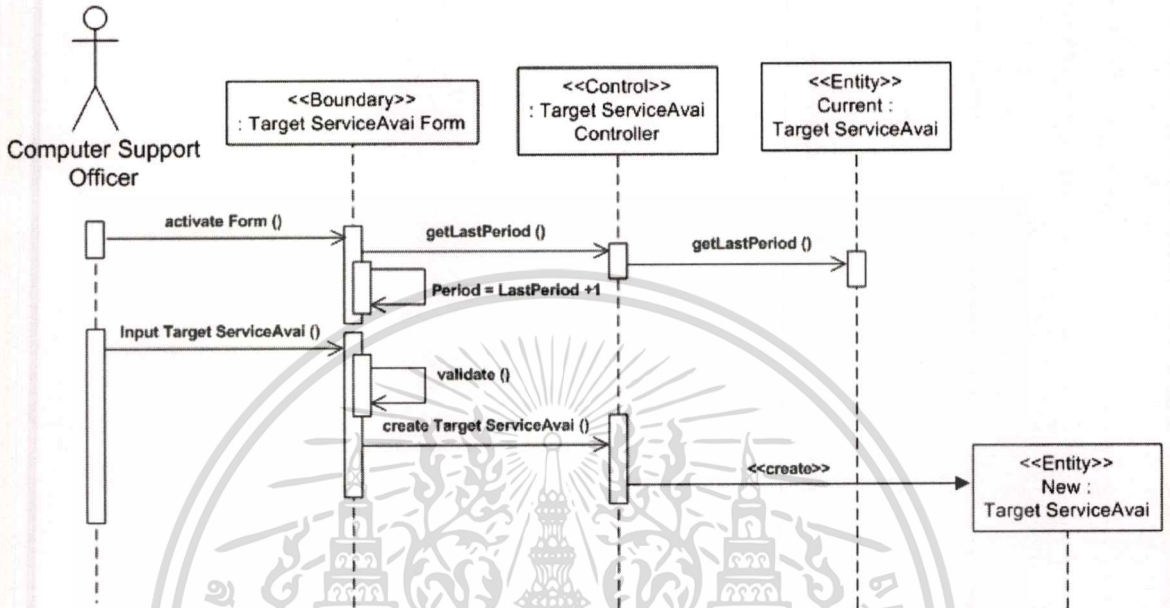 <<Boundary>>
: Target ServiceAvai Form
<<Control>>
: Target ServiceAvai
Controller
<<Entity>>
Current :
Target ServiceAvai
Computer Support
Officer
activate Form ()
getLastPeriod ()
getLastPeriod ()
Period = LastPeriod +1
Input Target ServiceAvai ()
validate ()
create Target ServiceAvai ()
<<create>>
<<Entity>>
New :
Target ServiceAvai